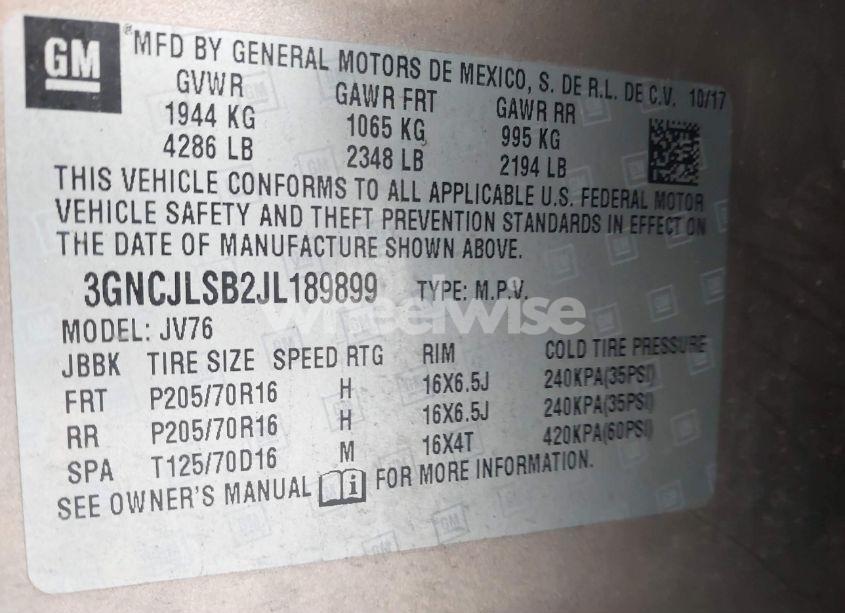 GM
®MFD BY GENERAL MOTORS DE MEXICO, S. DE R.L. DE C.V. 10/17
GVWR GAWR FRT GAWR RR
1944 KG 1065 KG 995 KG
4286 LB 2348 LB 2194 LB
THIS VEHICLE CONFORMS TO ALL APPLICABLE U.S. FEDERAL MOTOR
VEHICLE SAFETY AND THEFT PREVENTION STANDARDS IN EFFECT ON
THE DATE OF MANUFACTURE SHOWN ABOVE.
3GNCJLSB2JL189899 TYPE: M.P.V.
wheelwise
MODEL: JV76
JBBK TIRE SIZE SPEED RTG RIM COLD TIRE PRESSURE
FRT P205/70R16 H 16X6.5J 240KPA(35PSI)
RR P205/70R16 H 16X6.5J 240KPA(35PSI)
SPA T125/70D16 M 16X4T 420KPA(60PSI)
SEE OWNER'S MANUAL i FOR MORE INFORMATION.